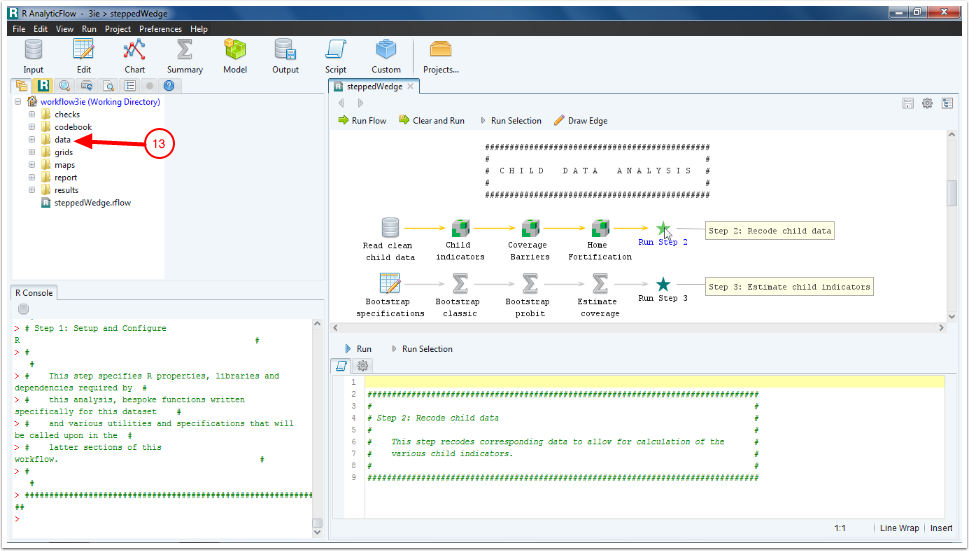 R AnalyticFlow - 3ie > steppedWedge
File Edit View Run Project Preferences Help
Input Edit Chart Summary Model Output Script Custom Projects...
workflow3ie (Working Directory)
checks
codebook
data
13
grids
maps
report
results
steppedWedge.rflow
steppedWedge
Run Flow Clear and Run Run Selection Draw Edge
###############################################
# #
# C H I L D D A T A A N A L Y S I S #
# #
###############################################
Read clean
child data
Child
indicators
Coverage
Barriers
Home
Fortification
Run Step 2
Step 2: Recode child data
Bootstrap
specifications
Bootstrap
classic
Bootstrap
probit
Estimate
coverage
Run Step 3
Step 3: Estimate child indicators
R Console
> # Step 1: Setup and Configure
R #
> #
#
> # This step specifies R properties, libraries and
dependencies required by #
> # this analysis, bespoke functions written
specifically for this dataset #
> # and various utilities and specifications that will
be called upon in the #
> # latter sections of this
workflow. #
> #
#
> ##############################################################
##
>
Run Run Selection
1
2 ################################################################################
3 # #
4 # Step 2: Recode child data #
5 # #
6 # This step recodes corresponding data to allow for calculation of the #
7 # various child indicators. #
8 # #
9 ################################################################################
1:1 Line Wrap Insert